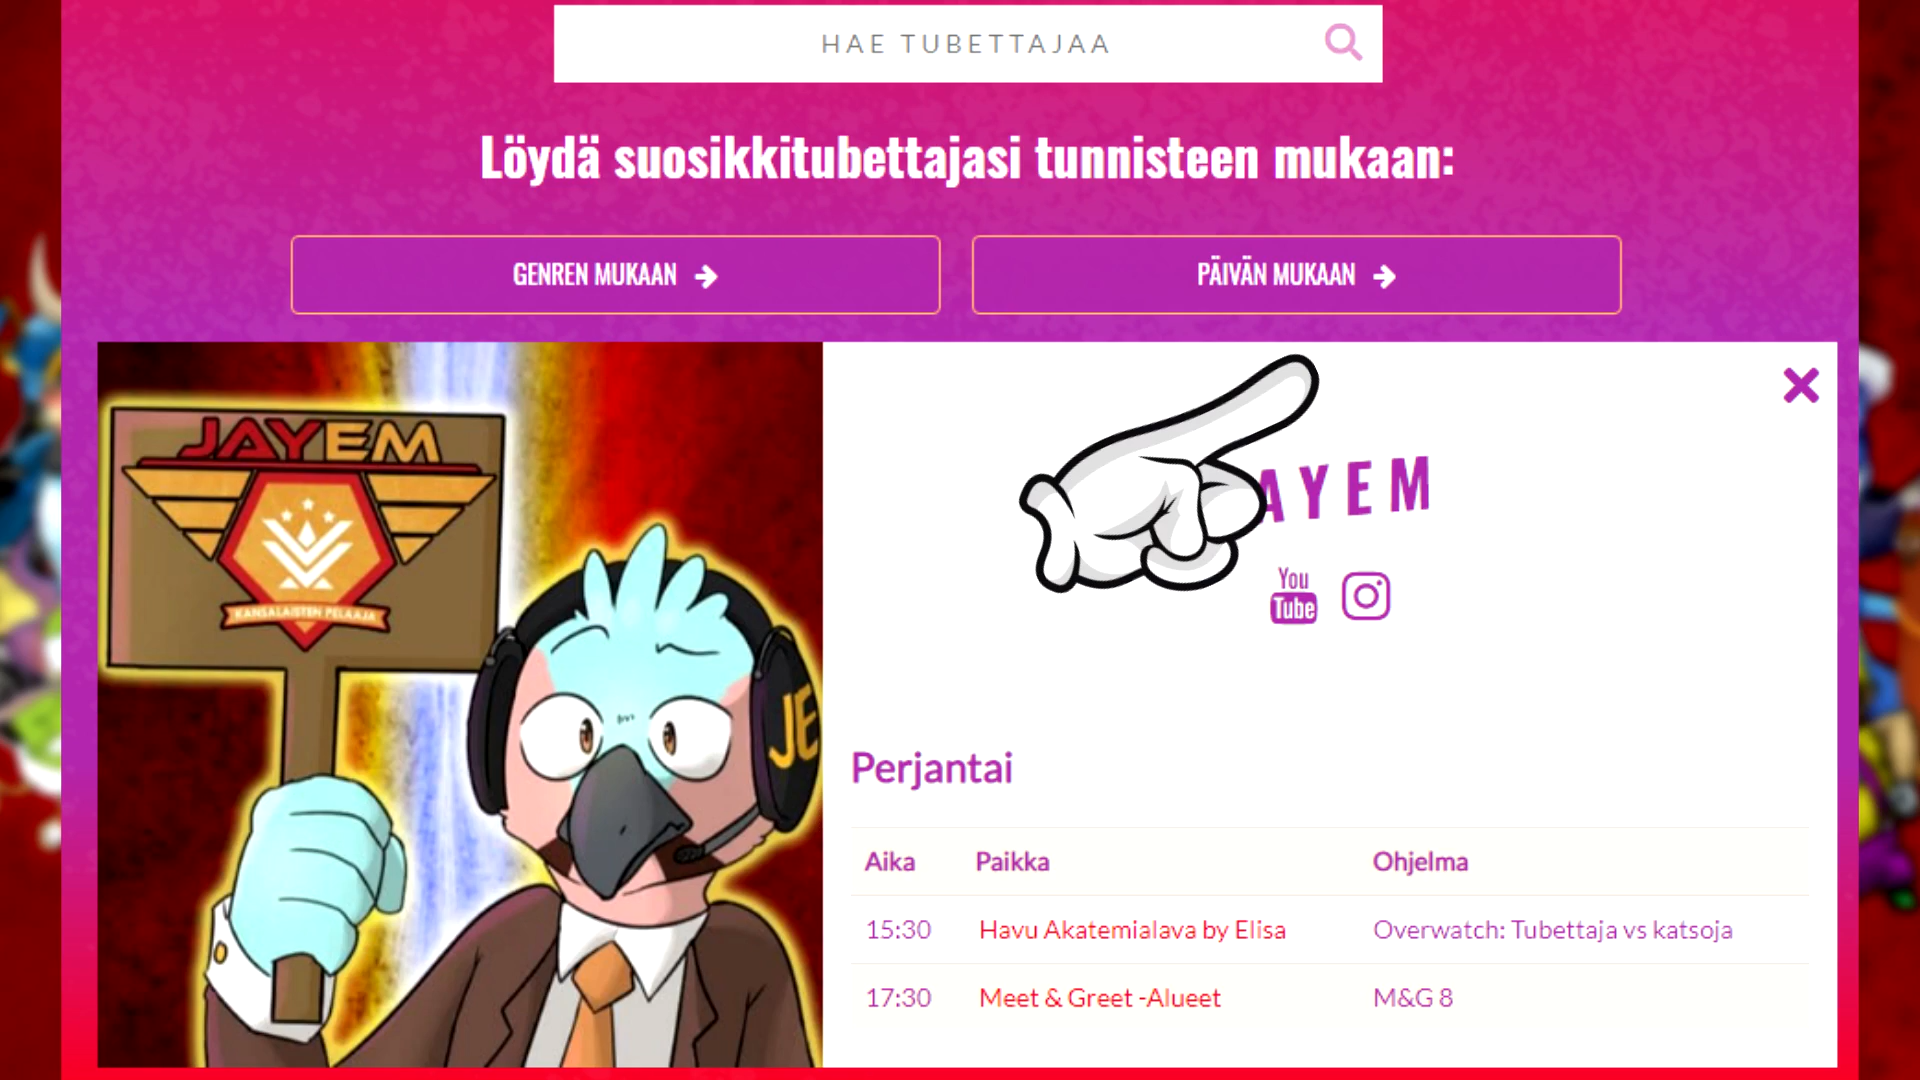 HAE TUBETTAJAA
Löydä suosikkitubettajasi tunnisteen mukaan:
GENREN MUKAAN
PÄIVÄN MUKAAN
JAYEM
KANSALAISTEN PELAAJA
JE
AYEM
You
Tube
Perjantai
Aika Paikka Ohjelma
15:30 Havu Akatemialava by Elisa Overwatch: Tubettaja vs katsoja
17:30 Meet & Greet -Alueet M&G 8